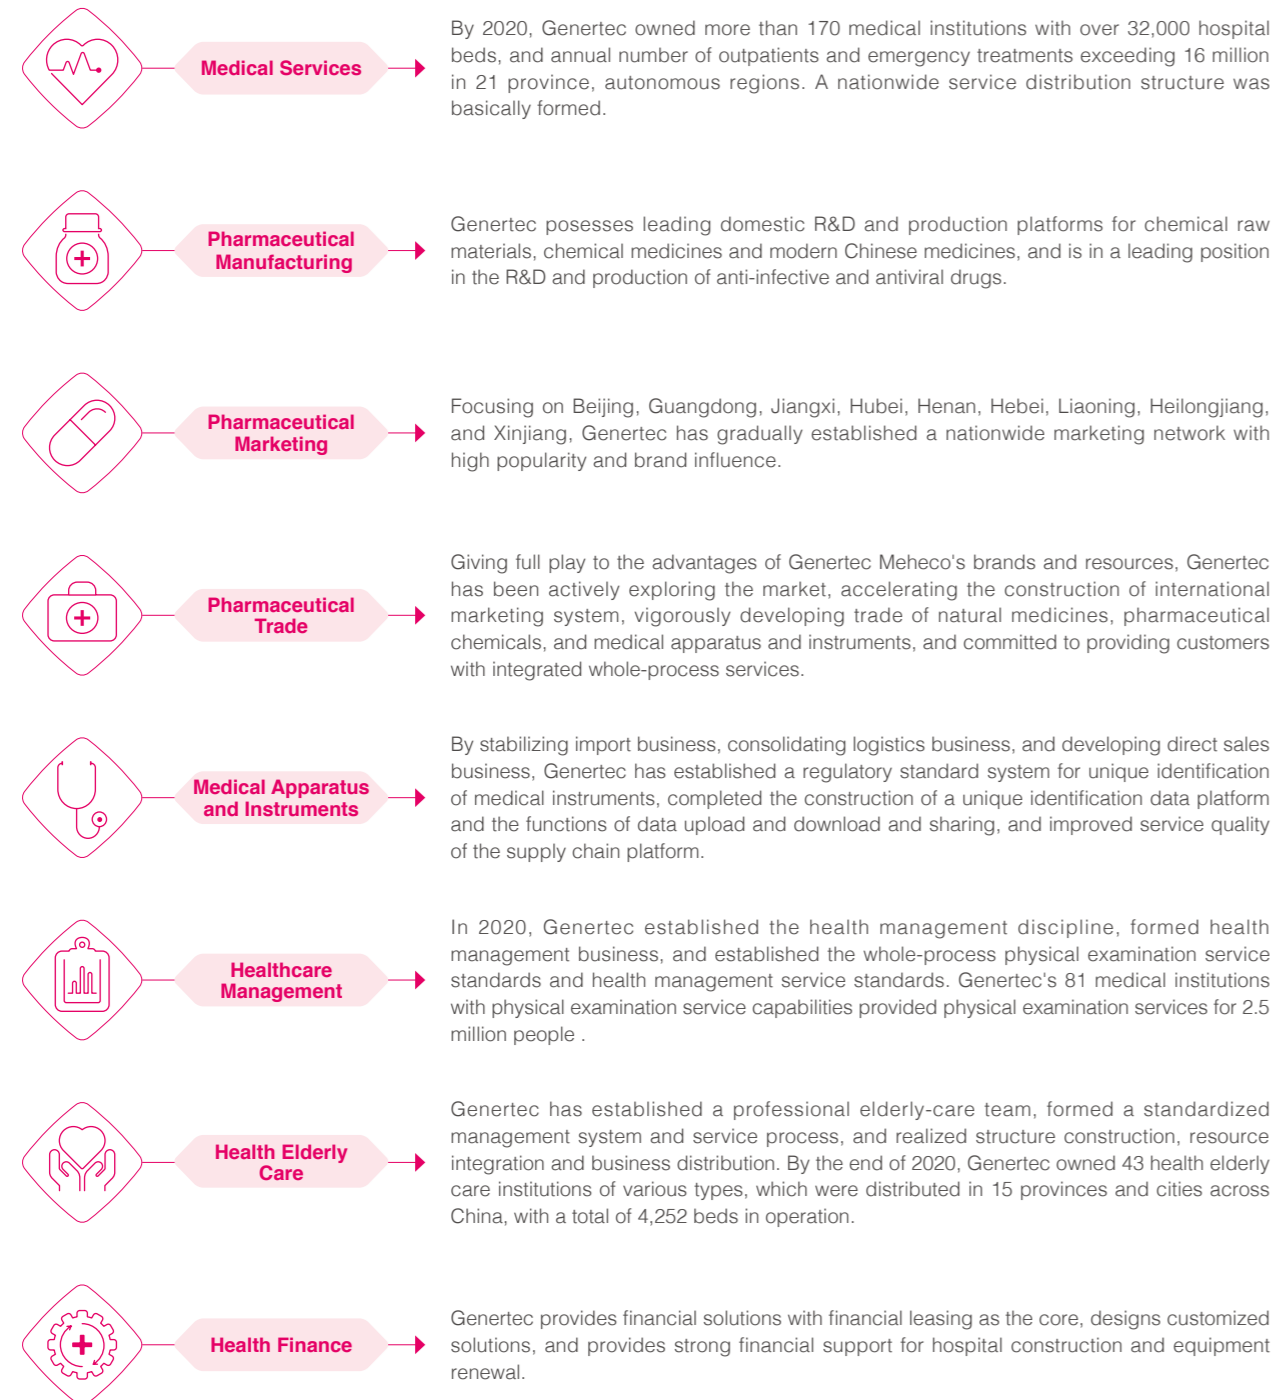 Medical Services
By 2020, Genertec owned more than 170 medical institutions with over 32,000 hospital
beds, and annual number of outpatients and emergency treatments exceeding 16 million
in 21 province, autonomous regions. A nationwide service distribution structure was
basically formed.
Pharmaceutical
Manufacturing
Genertec posesses leading domestic R&D and production platforms for chemical raw
materials, chemical medicines and modern Chinese medicines, and is in a leading position
in the R&D and production of anti-infective and antiviral drugs.
Pharmaceutical
Marketing
Focusing on Beijing, Guangdong, Jiangxi, Hubei, Henan, Hebei, Liaoning, Heilongjiang,
and Xinjiang, Genertec has gradually established a nationwide marketing network with
high popularity and brand influence.
Pharmaceutical
Trade
Giving full play to the advantages of Genertec Meheco's brands and resources, Genertec
has been actively exploring the market, accelerating the construction of international
marketing system, vigorously developing trade of natural medicines, pharmaceutical
chemicals, and medical apparatus and instruments, and committed to providing customers
with integrated whole-process services.
Medical Apparatus
and Instruments
By stabilizing import business, consolidating logistics business, and developing direct sales
business, Genertec has established a regulatory standard system for unique identification
of medical instruments, completed the construction of a unique identification data platform
and the functions of data upload and download and sharing, and improved service quality
of the supply chain platform.
Healthcare
Management
In 2020, Genertec established the health management discipline, formed health
management business, and established the whole-process physical examination service
standards and health management service standards. Genertec's 81 medical institutions
with physical examination service capabilities provided physical examination services for 2.5
million people .
Health Elderly
Care
Genertec has established a professional elderly-care team, formed a standardized
management system and service process, and realized structure construction, resource
integration and business distribution. By the end of 2020, Genertec owned 43 health elderly
care institutions of various types, which were distributed in 15 provinces and cities across
China, with a total of 4,252 beds in operation.
Health Finance
Genertec provides financial solutions with financial leasing as the core, designs customized
solutions, and provides strong financial support for hospital construction and equipment
renewal.